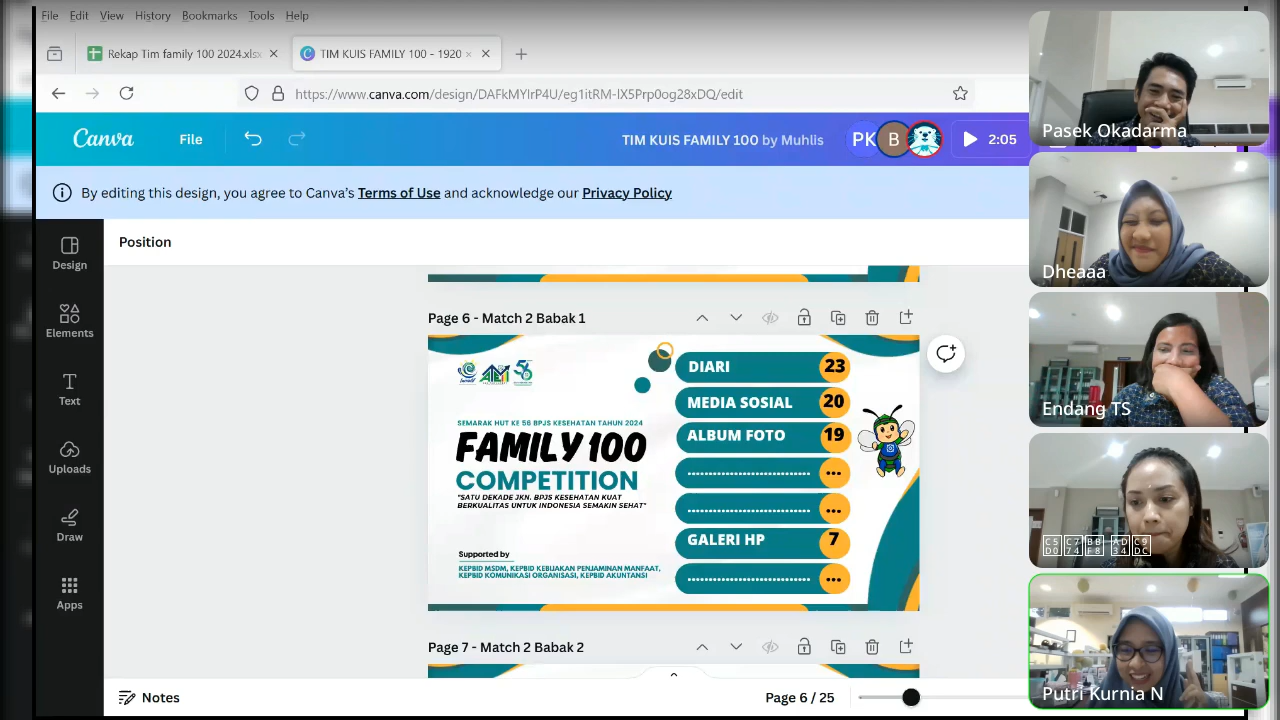 File Edit View History Bookmarks Tools Help
Rekap Tim family 100 2024.xls
TIM KUIS FAMILY 100 - 1920
https://www.canva.com/design/DAFkMYIrP4U/eg1itRM-lX5Prp0og28xDQ/edit
Canva File TIM KUIS FAMILY 100 by Muhlis PK B 2:05
By editing this design, you agree to Canva's Terms of Use and acknowledge our Privacy Policy
Position
Design
Elements
Text
Uploads
Draw
Apps
Page 6 - Match 2 Babak 1
56
SEMARAK HUT KE 56 BPJS KESEHATAN TAHUN 2024
FAMILY 100
COMPETITION
"SATU DEKADE JKN. BPJS KESEHATAN KUAT
BERKUALITAS UNTUK INDONESIA SEMAKIN SEHAT"
Supported by
KEPBID MSDM, KEPBID KEBIJAKAN PENJAMINAN MANFAAT,
KEPBID KOMUNIKASI ORGANISASI, KEPBID AKUNTANSI
DIARI 23
MEDIA SOSIAL 20
ALBUM FOTO 19
................................ ...
................................ ...
GALERI HP 7
................................ ...
Page 7 - Match 2 Babak 2
Notes
Page 6 / 25
Pasek Okadarma
Dheaaa
Endang TS
Putri Kurnia N